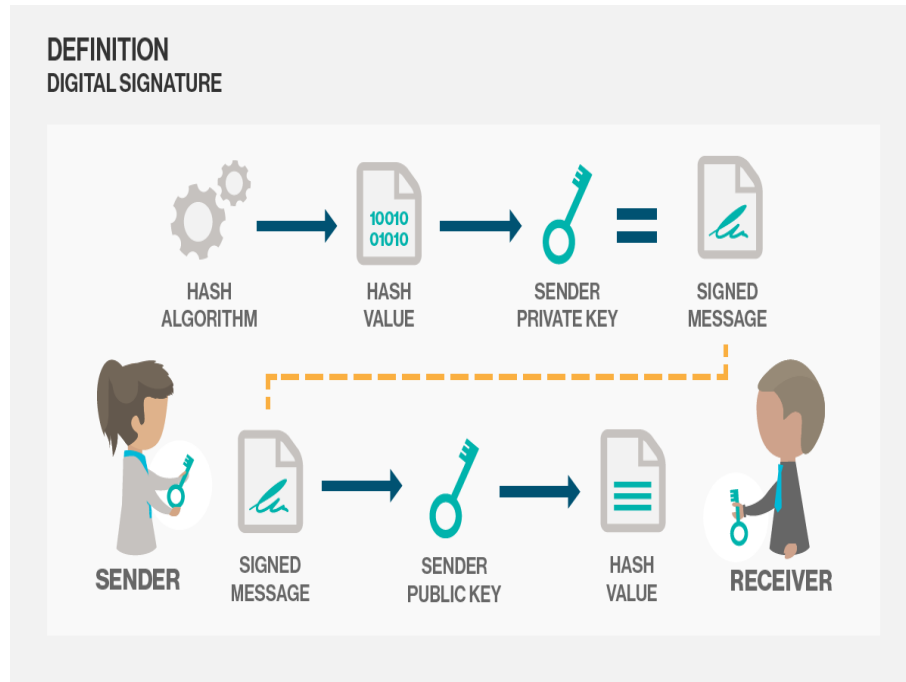 DEFINITION
DIGITAL SIGNATURE
10010
01010
HASH
ALGORITHM
HASH
VALUE
SENDER
PRIVATE KEY
SIGNED
MESSAGE
SENDER
SIGNED
MESSAGE
SENDER
PUBLIC KEY
HASH
VALUE
RECEIVER